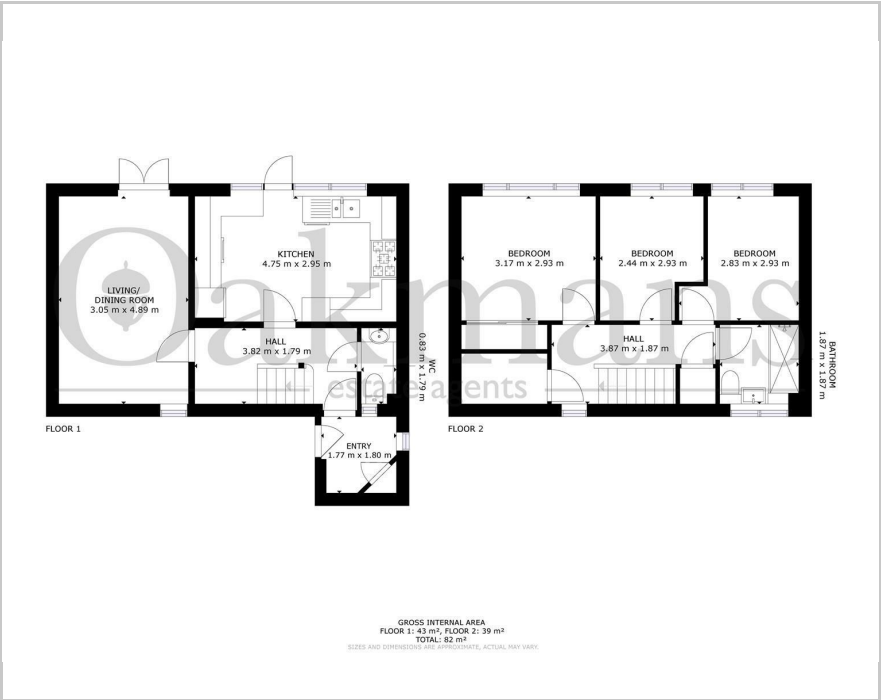 Oakmans
estate agents
LIVING/
DINING ROOM
3.05 m x 4.89 m
KITCHEN
4.75 m x 2.95 m
HALL
3.82 m x 1.79 m
WC
0.83 m x 1.79 m
ENTRY
1.77 m x 1.80 m
FLOOR 1
BEDROOM
3.17 m x 2.93 m
BEDROOM
2.44 m x 2.93 m
BEDROOM
2.83 m x 2.93 m
HALL
3.87 m x 1.87 m
BATHROOM
1.87 m x 1.87 m
FLOOR 2
GROSS INTERNAL AREA
FLOOR 1: 43 m², FLOOR 2: 39 m²
TOTAL: 82 m²
SIZES AND DIMENSIONS ARE APPROXIMATE, ACTUAL MAY VARY.